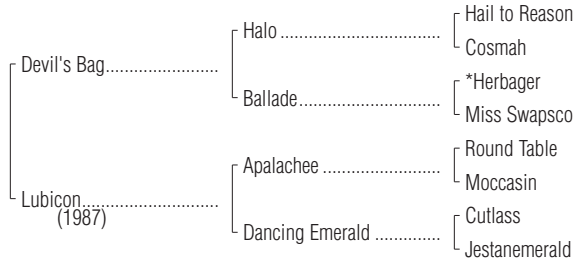 Hail to Reason
Halo ........................................
Cosmah
Devil's Bag............................
*Herbager
Ballade...................................
Miss Swapsco
Round Table
Apalachee .............................
Moccasin
Lubicon..................................
(1987)
Cutlass
Dancing Emerald ................
Jestanemerald